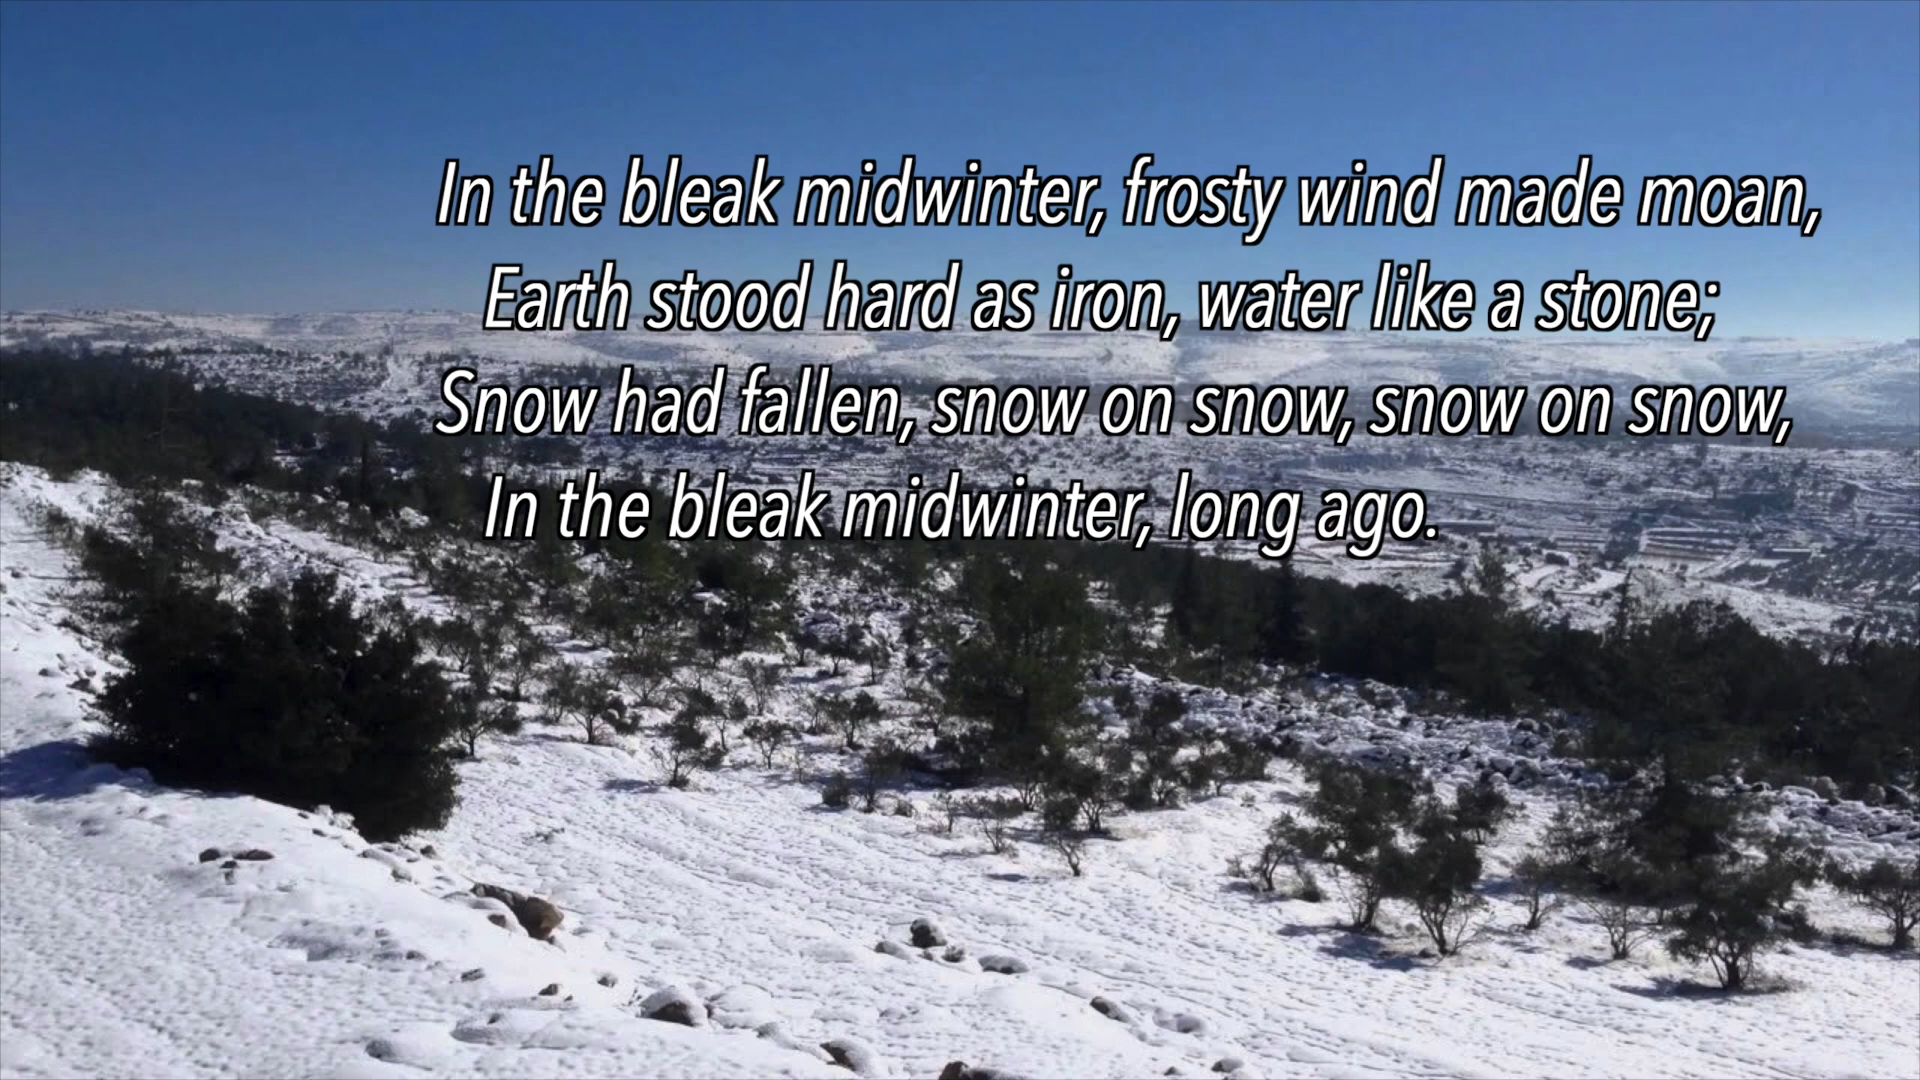 In the bleak midwinter, frosty wind made moan,
Earth stood hard as iron, water like a stone;
Snow had fallen, snow on snow, snow on snow,
In the bleak midwinter, long ago.